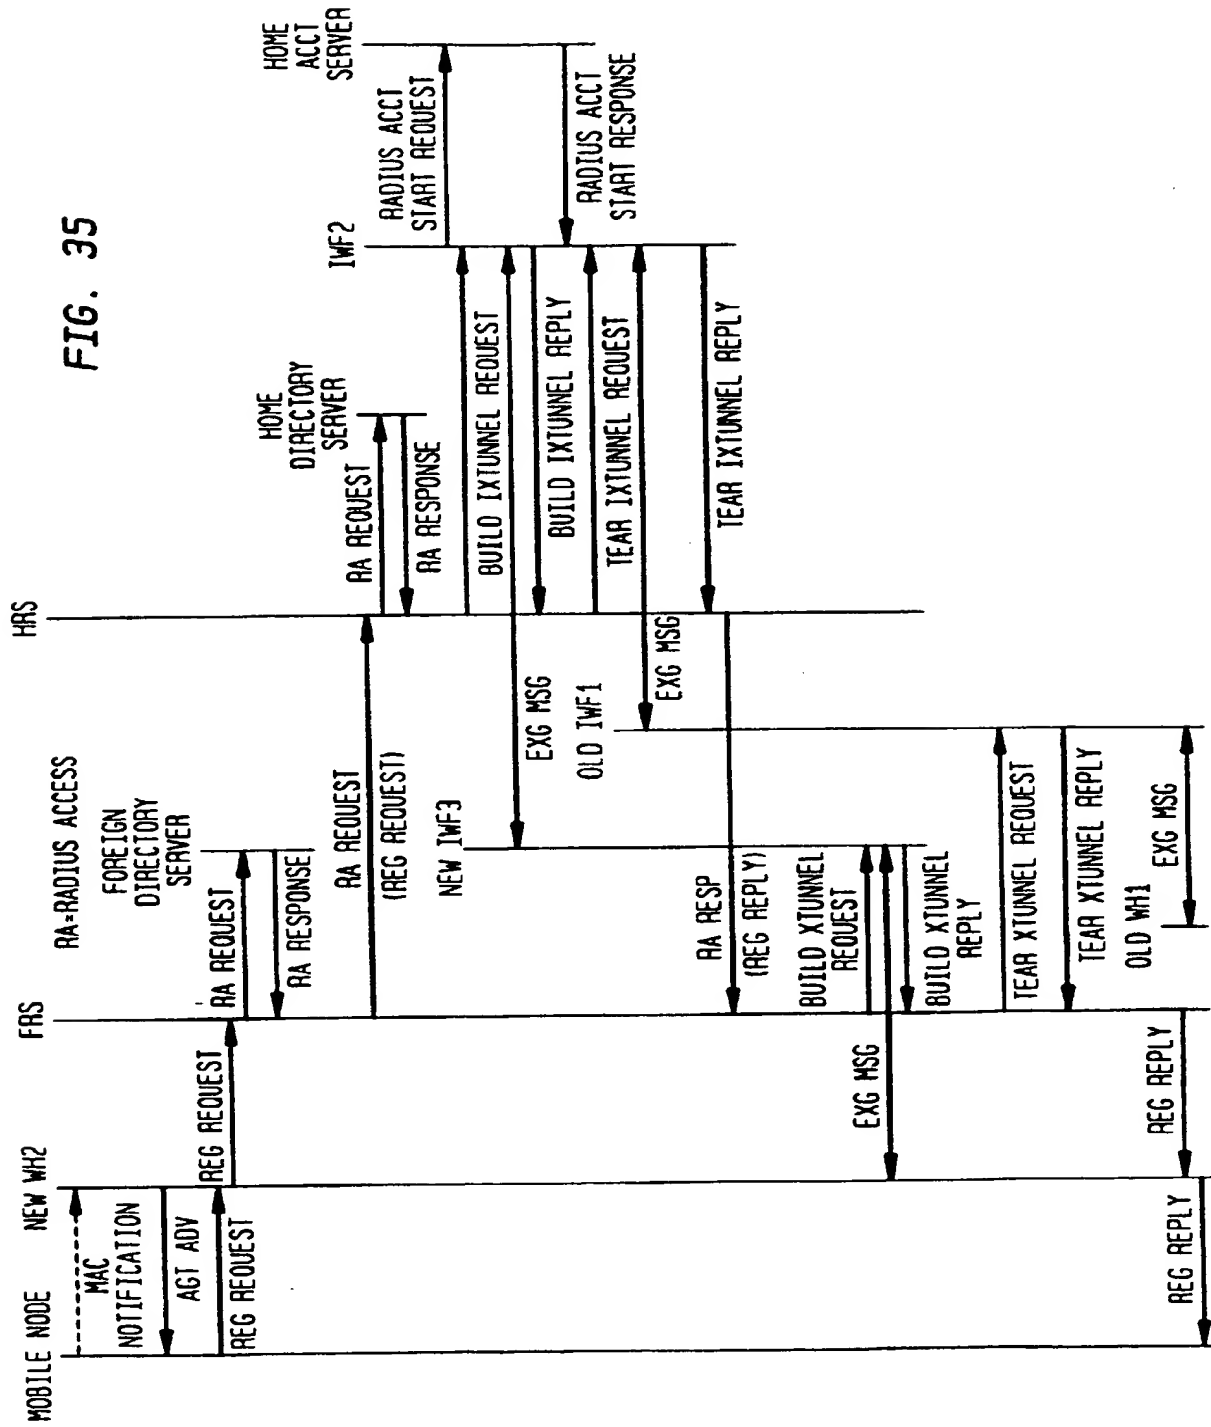 FIG. 35
RA=RADIUS ACCESS
MOBILE NODE
NEW WH2
FRS
FOREIGN
DIRECTORY
SERVER
HRS
HOME
DIRECTORY
SERVER
IWF2
HOME
ACCT
SERVER
MAC
NOTIFICATION
AGT ADV
REG REQUEST
REG REQUEST
RA REQUEST
RA RESPONSE
RA REQUEST
(REG REQUEST)
RA REQUEST
RA RESPONSE
RADIUS ACCT
START REQUEST
BUILD IXTUNNEL REQUEST
NEW IWF3
EXG MSG
BUILD IXTUNNEL REPLY
RADIUS ACCT
START RESPONSE
TEAR IXTUNNEL REQUEST
OLD IWF1
EXG MSG
TEAR IXTUNNEL REPLY
RA RESP
(REG REPLY)
BUILD XTUNNEL
REQUEST
EXG MSG
BUILD XTUNNEL
REPLY
TEAR XTUNNEL REQUEST
TEAR XTUNNEL REPLY
OLD WH1
EXG MSG
REG REPLY
REG REPLY